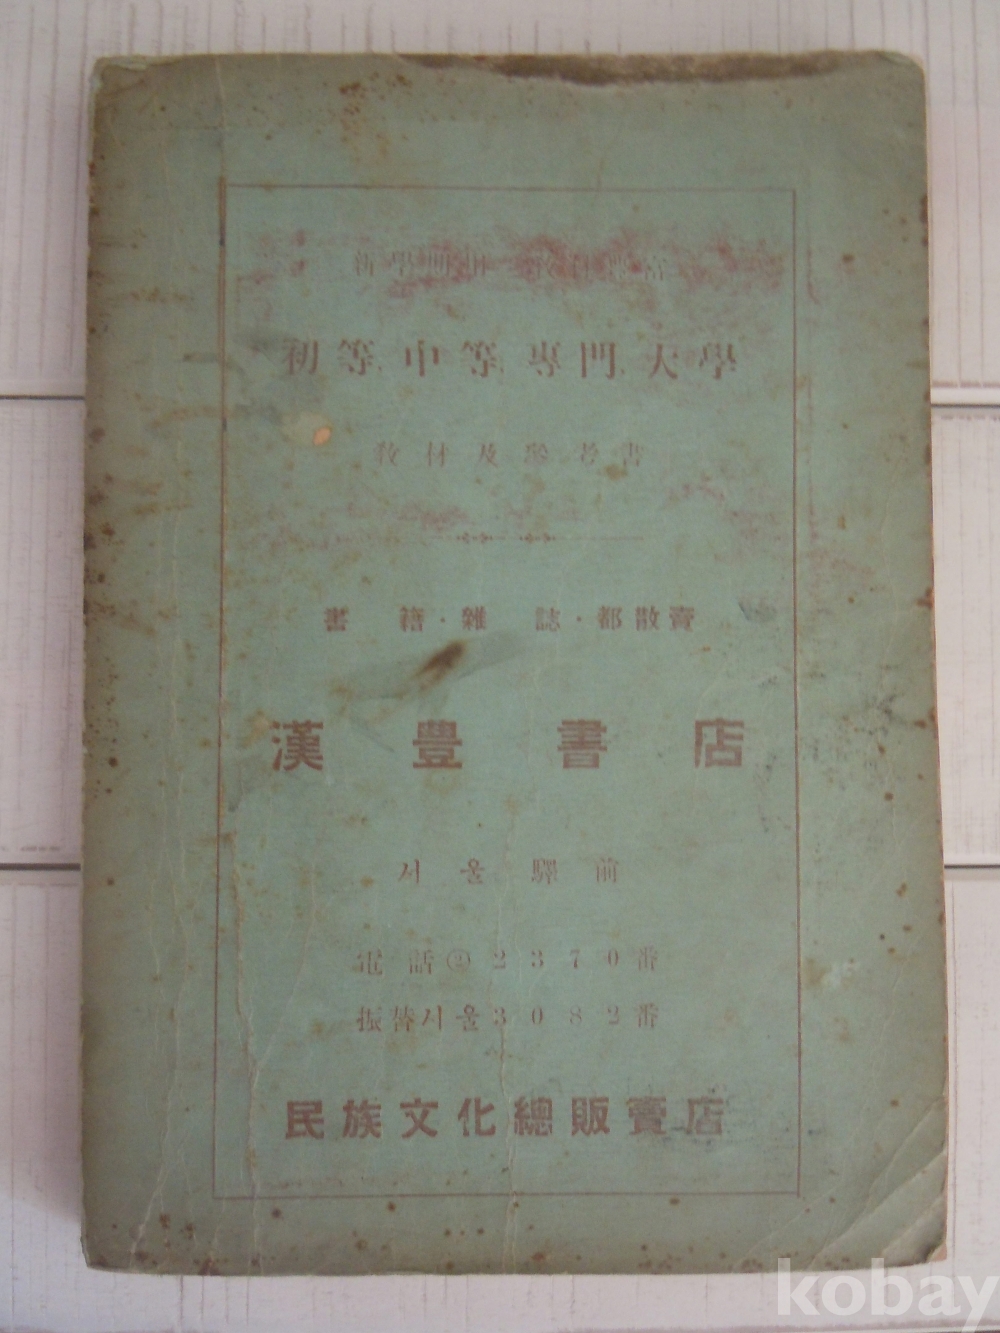 初等、中等、專門、大學
敎材及參考書
書籍・雜誌・都散賣
漢豊書店
서울驛前
電話②2370番
振替서울3082番
民族文化總販賣店
kobay